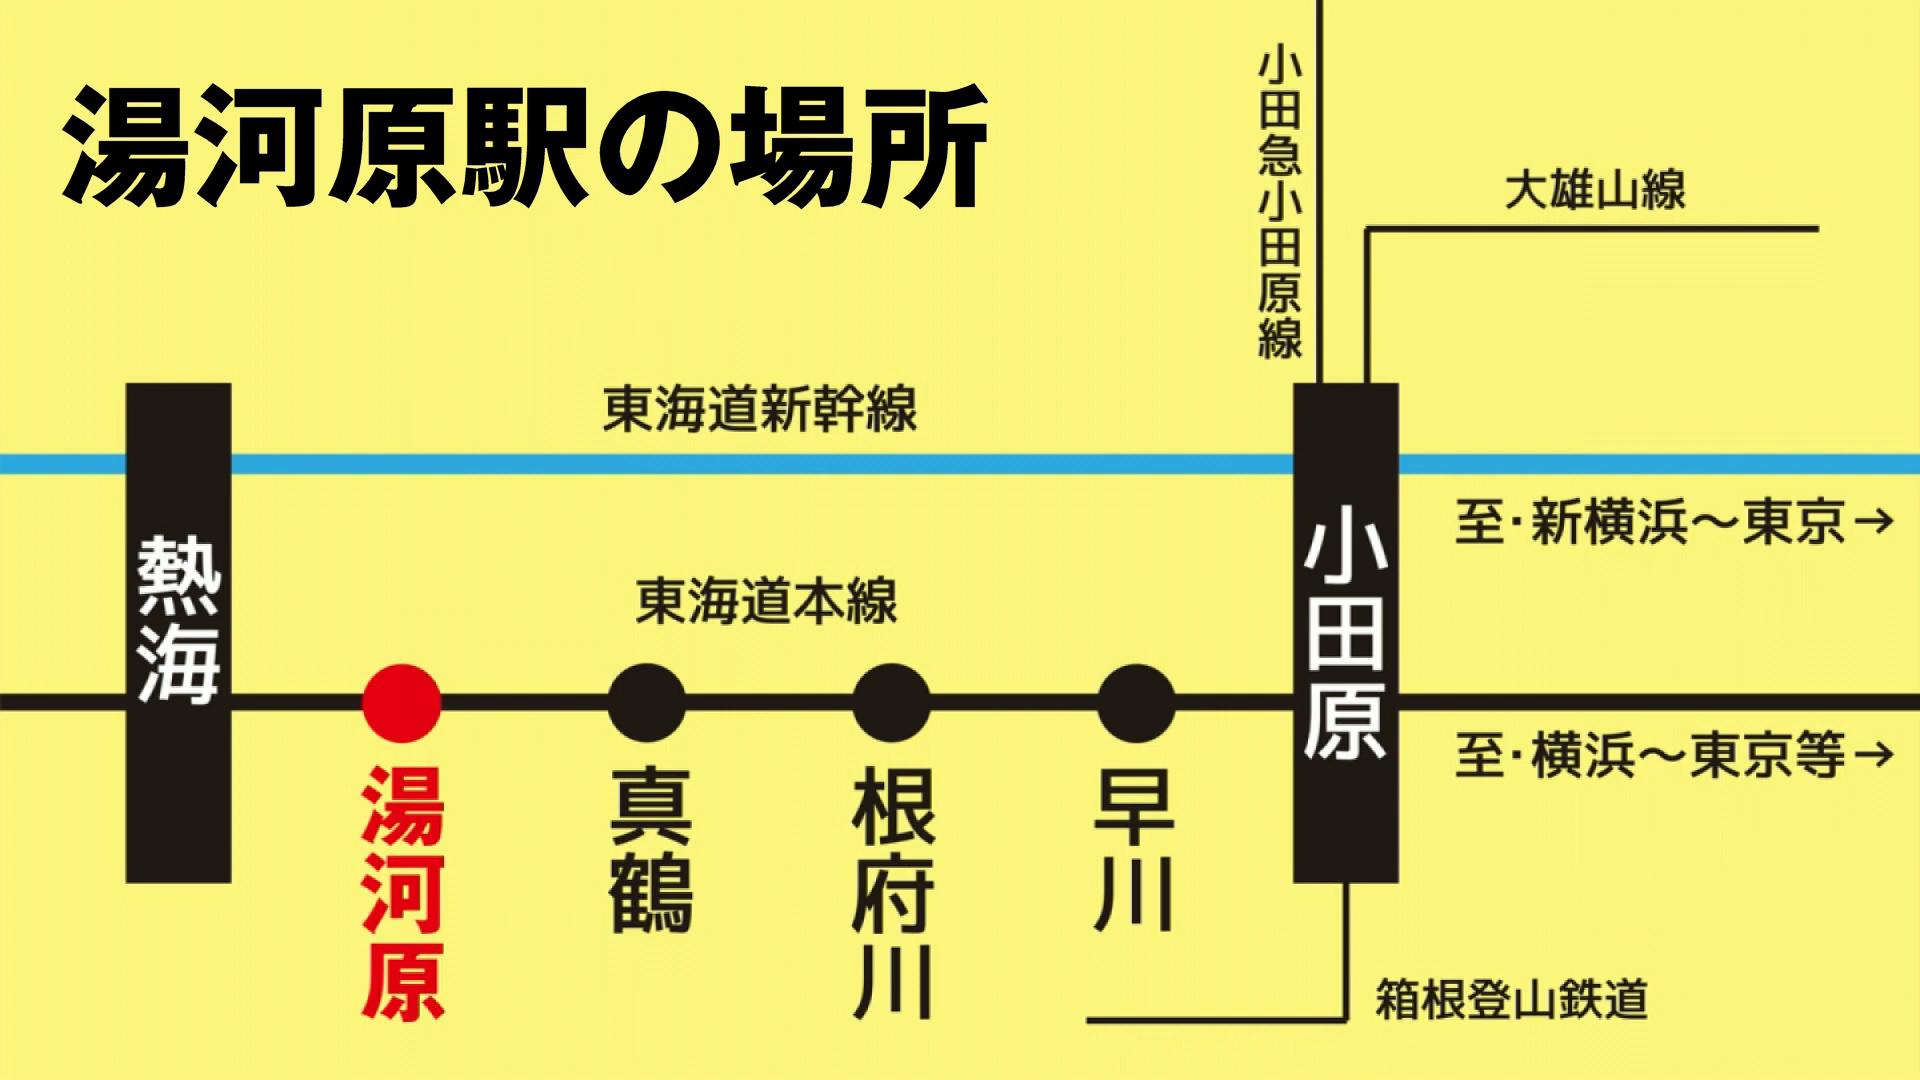 湯河原駅の場所
小田急小田原線
大雄山線
東海道新幹線
至・新横浜〜東京→
熱海
小田原
東海道本線
至・横浜〜東京等→
湯河原
真鶴
根府川
早川
箱根登山鉄道